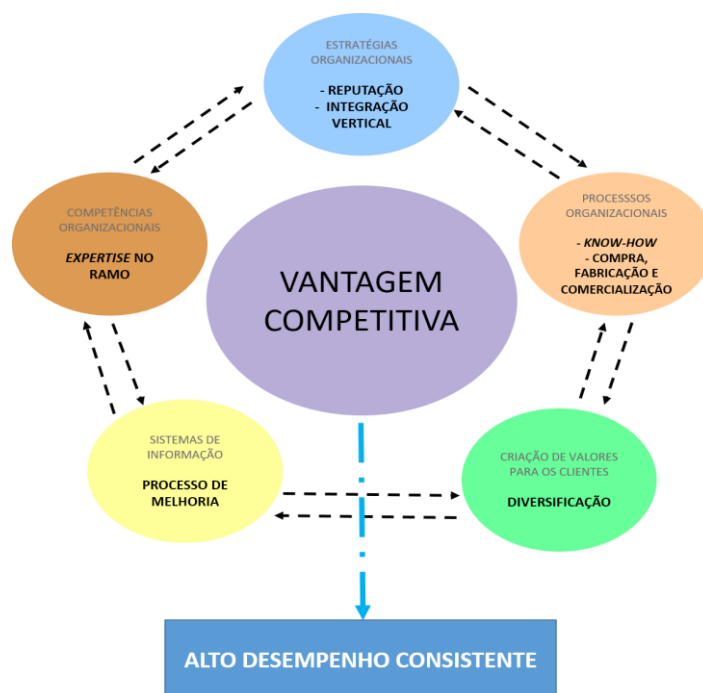 ESTRATÉGIAS
ORGANIZACIONAIS
- REPUTAÇÃO
- INTEGRAÇÃO
VERTICAL
COMPETÊNCIAS
ORGANIZACIONAIS
EXPERTISE NO
RAMO
PROCESSSOS
ORGANIZACIONAIS
- KNOW-HOW
- COMPRA,
FABRICAÇÃO E
COMERCIALIZAÇÃO
VANTAGEM
COMPETITIVA
SISTEMAS DE
INFORMAÇÃO
PROCESSO DE
MELHORIA
CRIAÇÃO DE VALORES
PARA OS CLIENTES
DIVERSIFICAÇÃO
ALTO DESEMPENHO CONSISTENTE